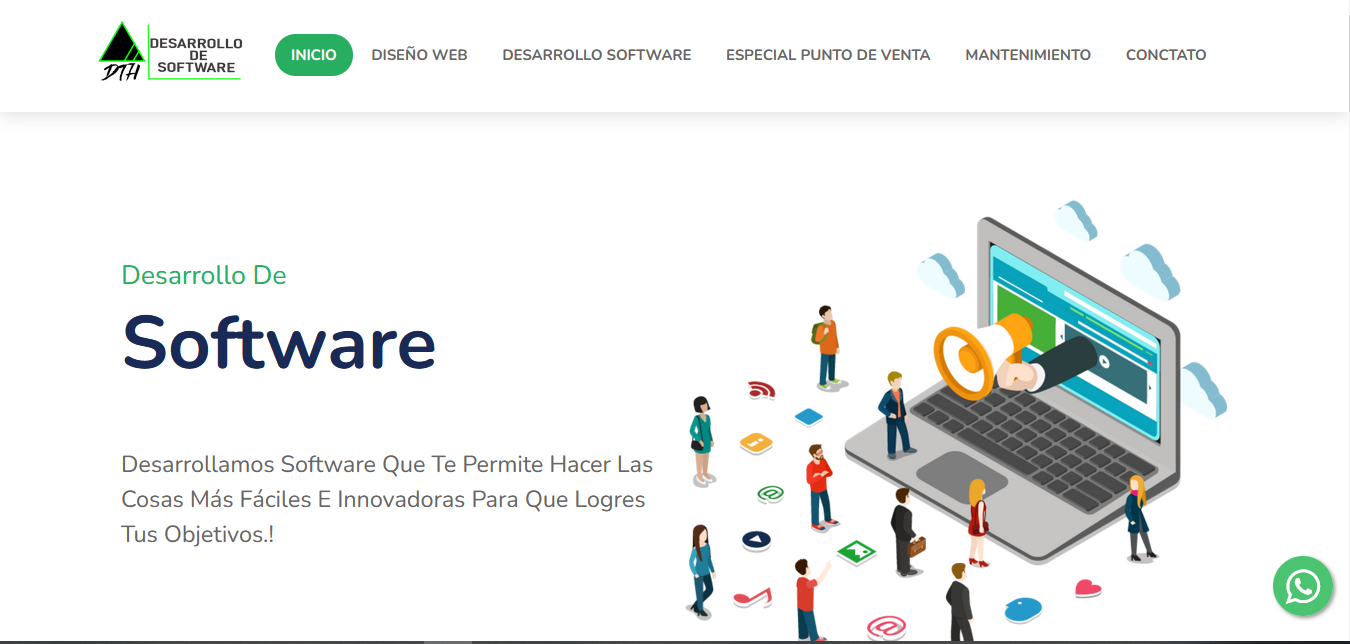 DESARROLLO
DE
SOFTWARE
DTH
INICIO
DISEÑO WEB
DESARROLLO SOFTWARE
ESPECIAL PUNTO DE VENTA
MANTENIMIENTO
CONCTATO
Desarrollo De
Software
Desarrollamos Software Que Te Permite Hacer Las
Cosas Más Fáciles E Innovadoras Para Que Logres
Tus Objetivos.!